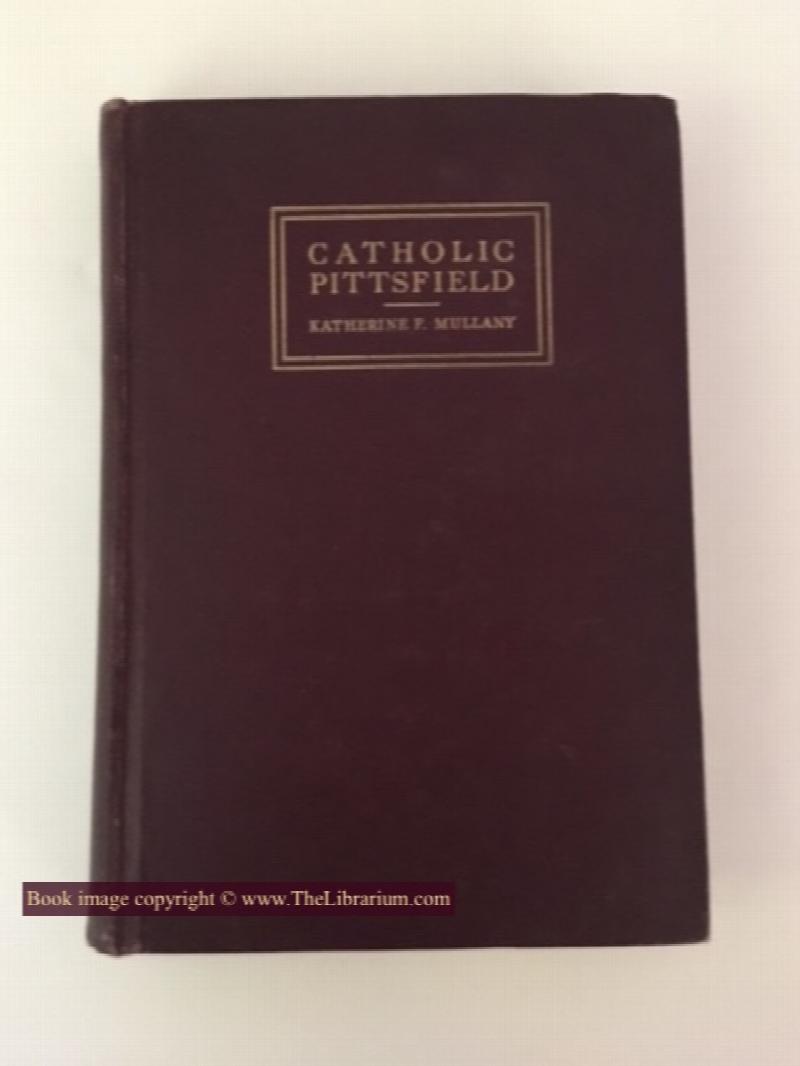 CATHOLIC
PITTSFIELD
KATHERINE F. MULLANY
Book image copyright © www.TheLibrarium.com